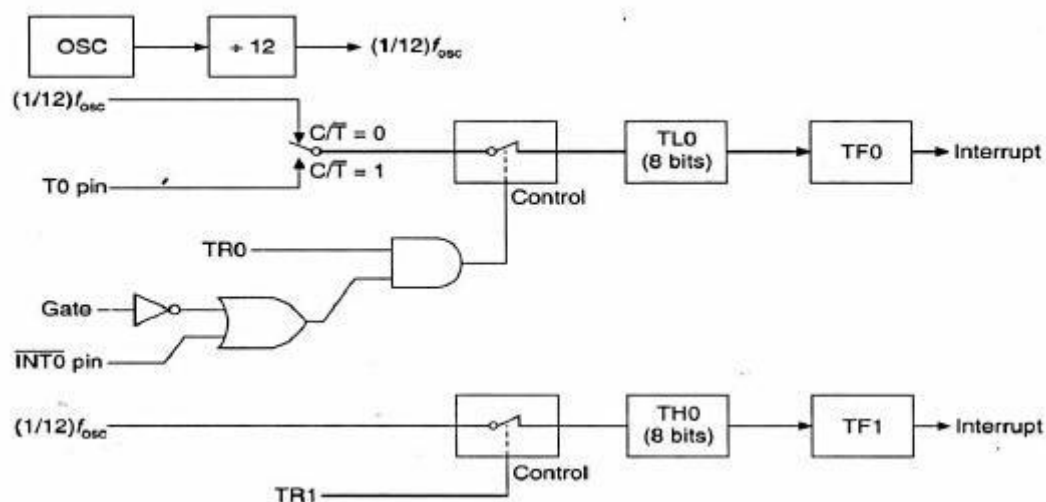 OSC
÷ 12
(1/12)fosc
(1/12)fosc
C/T̅ = 0
C/T̅ = 1
T0 pin
TL0
(8 bits)
TF0
Interrupt
Control
TR0
Gate
I̅N̅T̅0̅ pin
(1/12)fosc
TH0
(8 bits)
TF1
Interrupt
Control
TR1